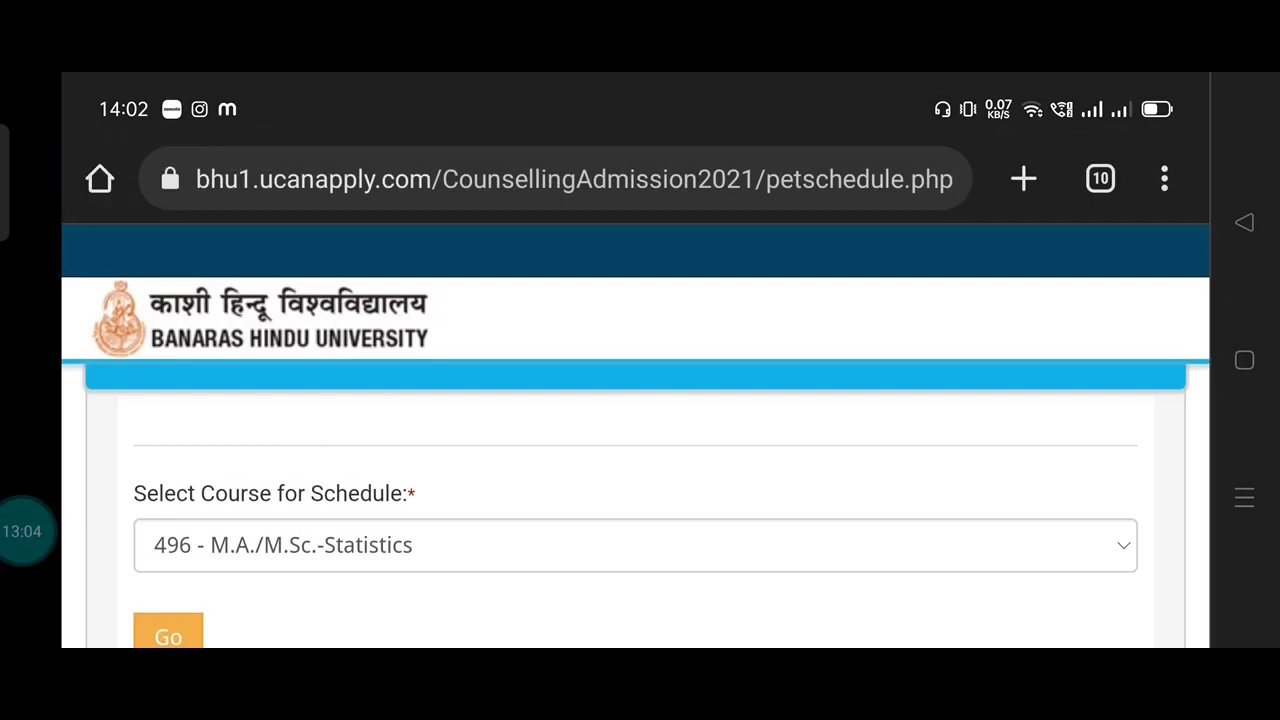 14:02
zomato
m
0.07
KB/S
bhu1.ucanapply.com/CounsellingAdmission2021/petschedule.php
10
काशी हिन्दू विश्वविद्यालय
BANARAS HINDU UNIVERSITY
Select Course for Schedule:*
13:04
496 - M.A./M.Sc.-Statistics
Go